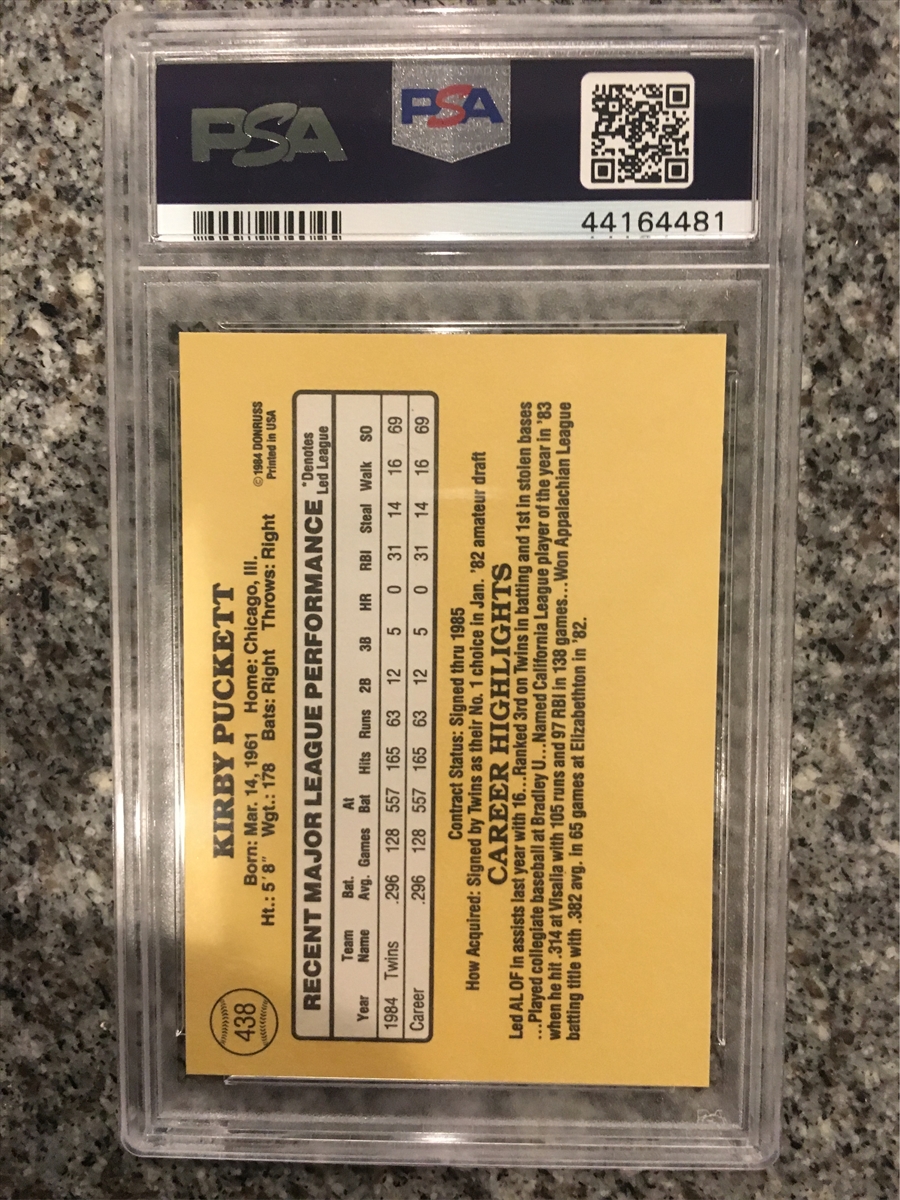 PSA
PSA
44164481
438
KIRBY PUCKETT
Born: Mar. 14, 1961 Home: Chicago, Ill.
Ht.: 5'8" Wgt.: 178 Bats: Right Throws: Right
©1984 DONRUSS
Printed in USA
RECENT MAJOR LEAGUE PERFORMANCE
*Denotes
Led League
Year Team Name Bat. Avg. Games At Bat Hits Runs 2B 3B HR RBI Steal Walk SO
1984 Twins .296 128 557 165 63 12 5 0 31 14 16 69
Career .296 128 557 165 63 12 5 0 31 14 16 69
Contract Status: Signed thru 1985
How Acquired: Signed by Twins as their No. 1 choice in Jan. '82 amateur draft
CAREER HIGHLIGHTS
Led AL OF in assists last year with 16...Ranked 3rd on Twins in batting and 1st in stolen bases
...Played collegiate baseball at Bradley U...Named California League player of the year in '83
when he hit .314 at Visalia with 105 runs and 97 RBI in 138 games...Won Appalachian League
batting title with .382 avg. in 65 games at Elizabethton in '82.